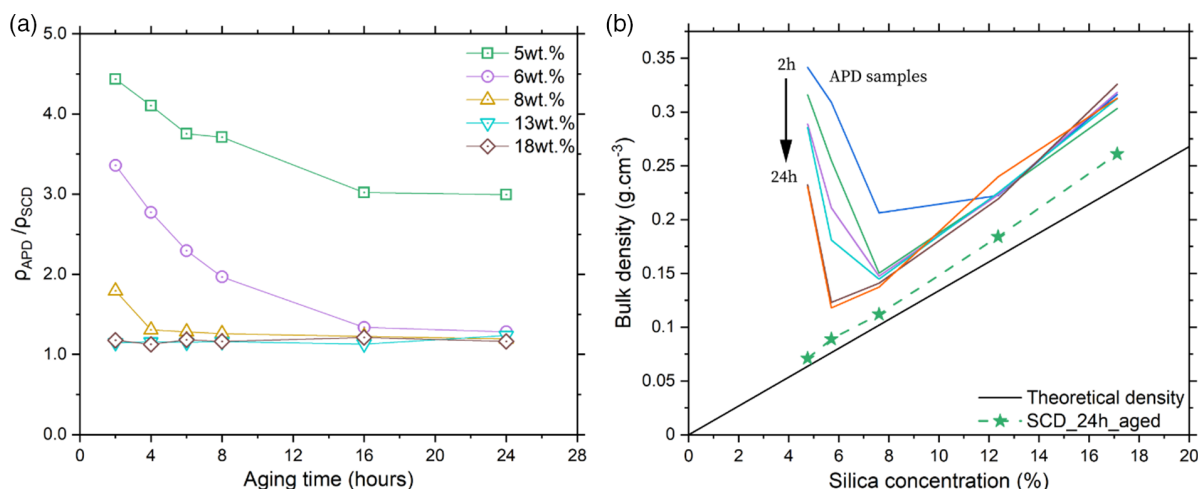 (a)
5.0
4.0
3.0
2.0
1.0
0.0
ρAPD /ρSCD
0 4 8 12 16 20 24 28
Aging time (hours)
5wt.%
6wt.%
8wt.%
13wt.%
18wt.%
(b)
0.35
0.3
0.25
0.2
0.15
0.1
0.05
0
Bulk density (g.cm-3)
0 2 4 6 8 10 12 14 16 18 20
Silica concentration (%)
2h
APD samples
24h
Theoretical density
SCD_24h_aged